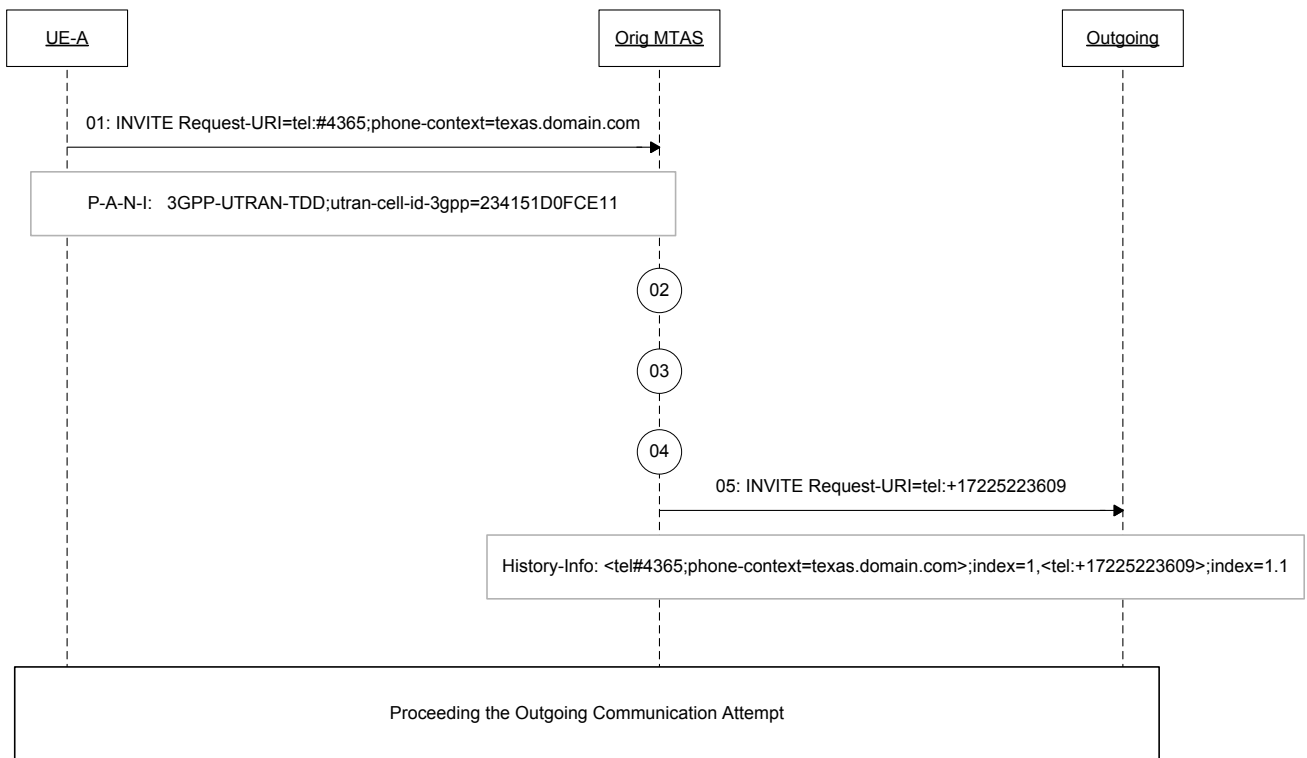 UE-A
Orig MTAS
Outgoing
01: INVITE Request-URI=tel:#4365;phone-context=texas.domain.com
P-A-N-I:   3GPP-UTRAN-TDD;utran-cell-id-3gpp=234151D0FCE11
02
03
04
05: INVITE Request-URI=tel:+17225223609
History-Info: <tel#4365;phone-context=texas.domain.com>;index=1,<tel:+17225223609>;index=1.1
Proceeding the Outgoing Communication Attempt